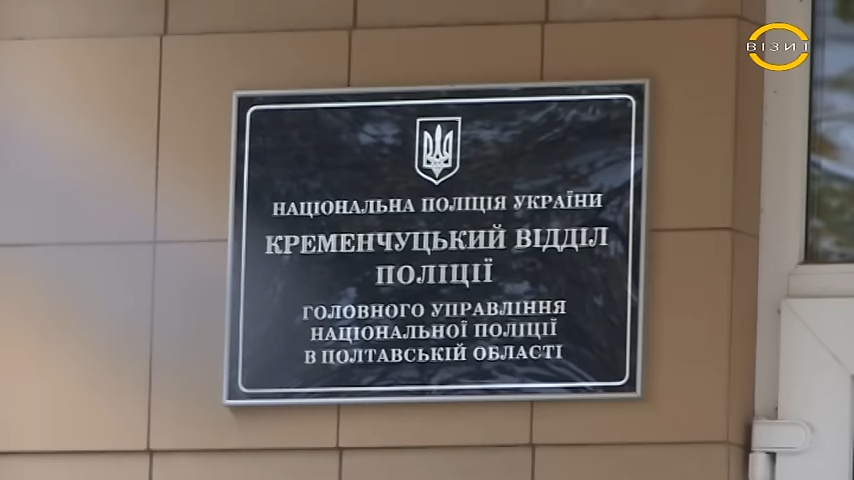 ВІЗИТ
НАЦІОНАЛЬНА ПОЛІЦІЯ УКРАЇНИ
КРЕМЕНЧУЦЬКИЙ ВІДДІЛ
ПОЛІЦІЇ
ГОЛОВНОГО УПРАВЛІННЯ
НАЦІОНАЛЬНОЇ ПОЛІЦІЇ
В ПОЛТАВСЬКІЙ ОБЛАСТІ